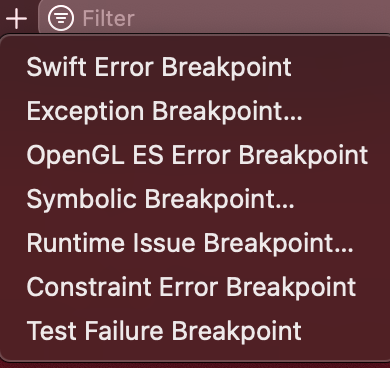 Filter
Swift Error Breakpoint
Exception Breakpoint...
OpenGL ES Error Breakpoint
Symbolic Breakpoint...
Runtime Issue Breakpoint...
Constraint Error Breakpoint
Test Failure Breakpoint